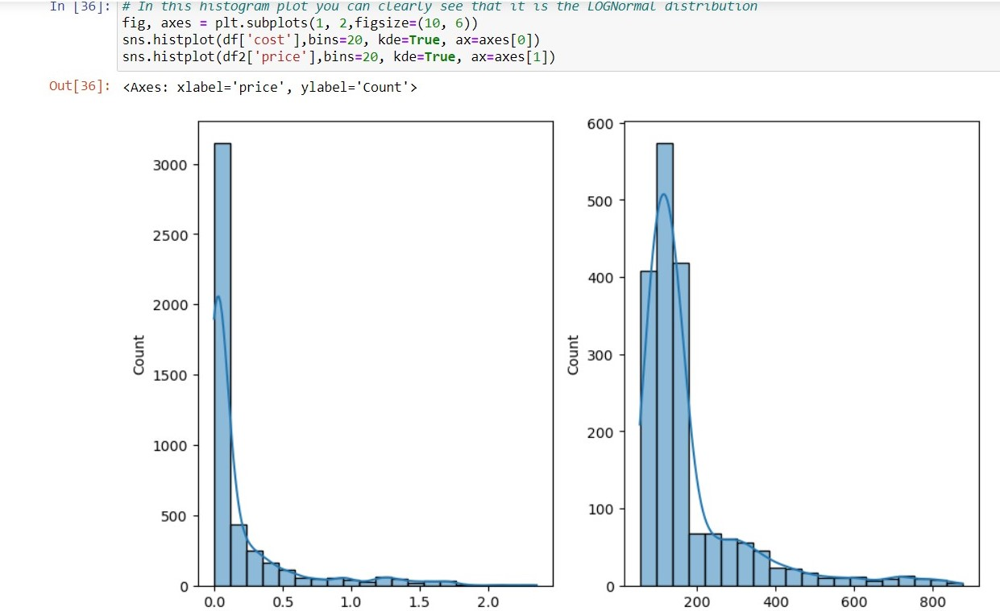 In [36]: # In this histogram plot you can clearly see that it is the LOGNormal distribution
fig, axes = plt.subplots(1, 2,figsize=(10, 6))
sns.histplot(df['cost'],bins=20, kde=True, ax=axes[0])
sns.histplot(df2['price'],bins=20, kde=True, ax=axes[1])
Out[36]: <Axes: xlabel='price', ylabel='Count'>
3000
2500
2000
1500
1000
500
0
Count
0.0 0.5 1.0 1.5 2.0
600
500
400
300
200
100
0
Count
200 400 600 800